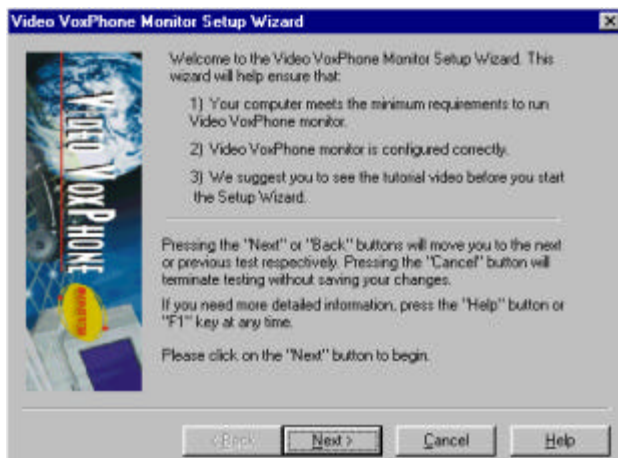 Video VoxPhone Monitor Setup Wizard
VIDEO VOXPHONE
Welcome to the Video VoxPhone Monitor Setup Wizard. This
wizard will help ensure that:
1) Your computer meets the minimum requirements to run
Video VoxPhone monitor.
2) Video VoxPhone monitor is configured correctly.
3) We suggest you to see the tutorial video before you start
the Setup Wizard.
Pressing the "Next" or "Back" buttons will move you to the next
or previous test respectively. Pressing the "Cancel" button will
terminate testing without saving your changes.
If you need more detailed information, press the "Help" button or
"F1" key at any time.
Please click on the "Next" button to begin.
< Back
Next >
Cancel
Help